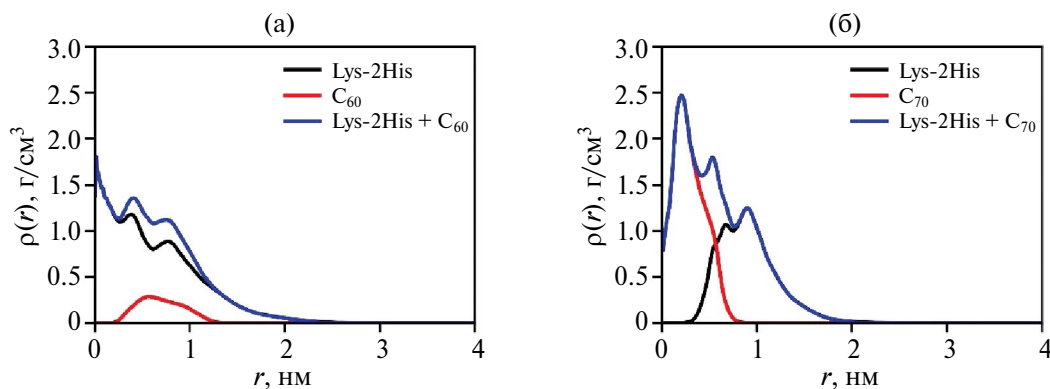 (а)
3.0
2.5
2.0
1.5
1.0
0.5
0
ρ(r), г/см³
Lys-2His
C₆₀
Lys-2His + C₆₀
0 1 2 3 4
r, нм
(б)
3.0
2.5
2.0
1.5
1.0
0.5
0
ρ(r), г/см³
Lys-2His
C₇₀
Lys-2His + C₇₀
0 1 2 3 4
r, нм